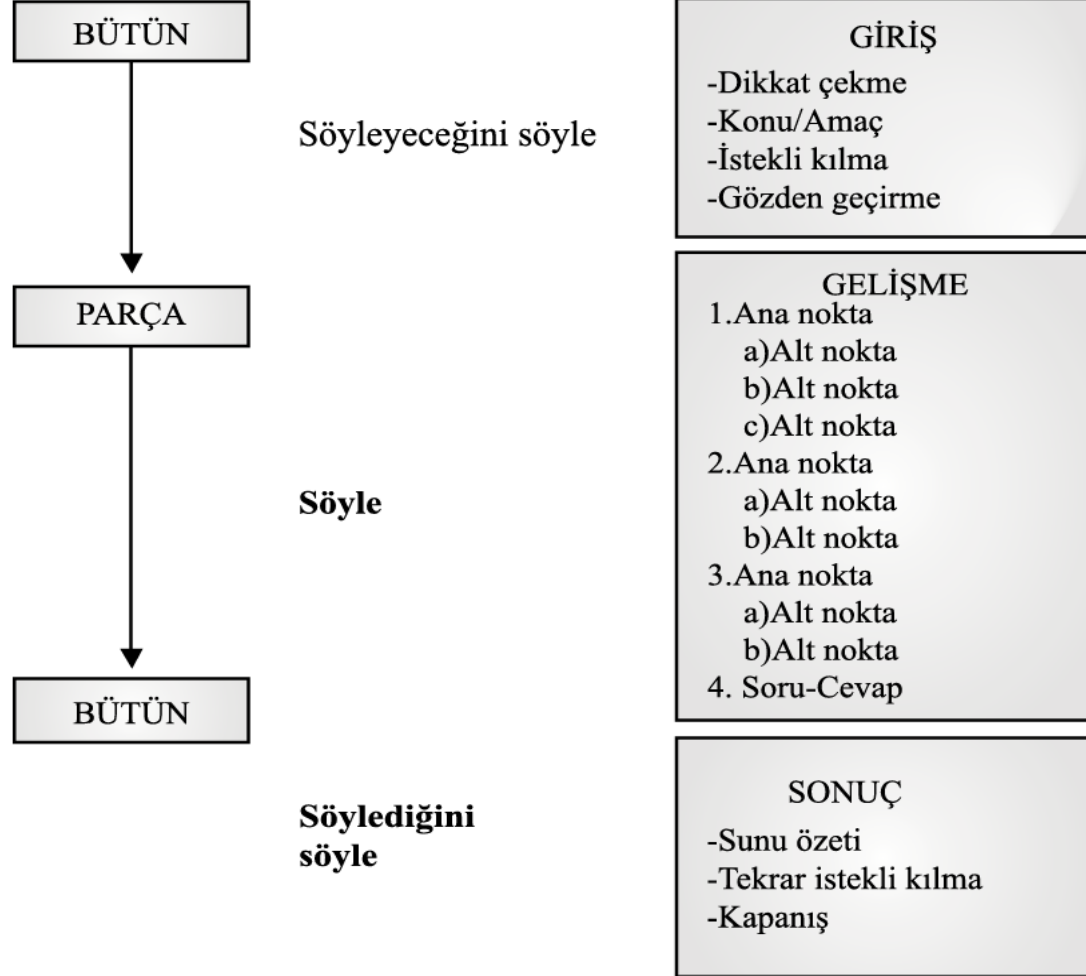 BÜTÜN
Söyleyeceğini söyle
GİRİŞ
-Dikkat çekme
-Konu/Amaç
-İstekli kılma
-Gözden geçirme
PARÇA
Söyle
GELİŞME
1.Ana nokta
a)Alt nokta
b)Alt nokta
c)Alt nokta
2.Ana nokta
a)Alt nokta
b)Alt nokta
3.Ana nokta
a)Alt nokta
b)Alt nokta
4. Soru-Cevap
BÜTÜN
Söylediğini
söyle
SONUÇ
-Sunu özeti
-Tekrar istekli kılma
-Kapanış